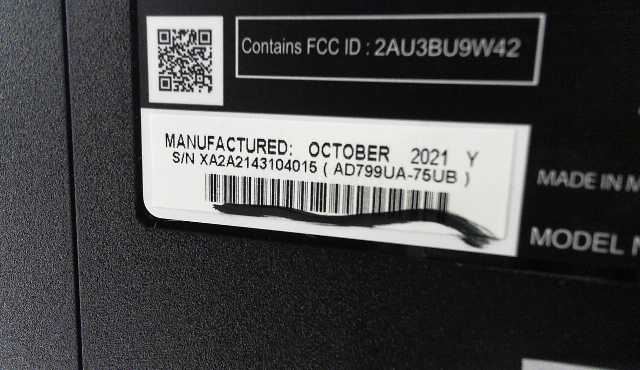 Contains FCC ID : 2AU3BU9W42
MANUFACTURED: OCTOBER 2021 Y
S/N XA2A2143104015 ( AD799UA-75UB )
MADE IN M
MODEL N